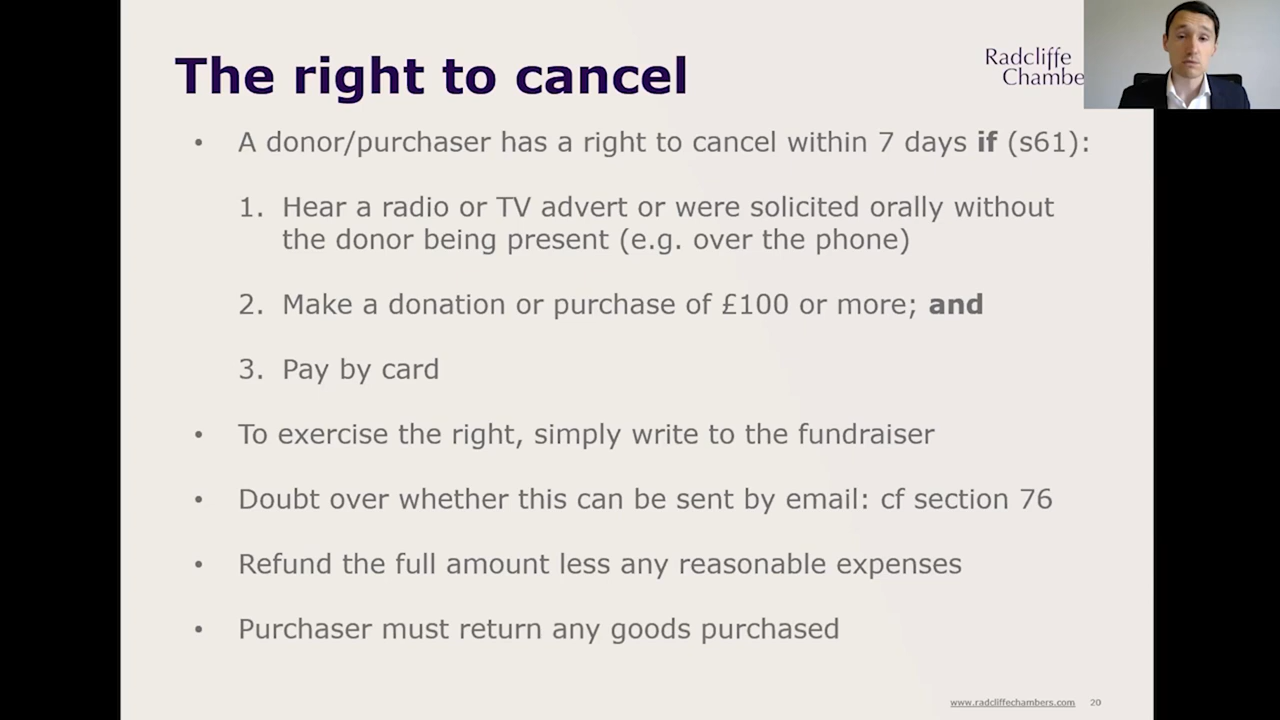 The right to cancel
Radcliffe
Chambe
• A donor/purchaser has a right to cancel within 7 days if (s61):
1. Hear a radio or TV advert or were solicited orally without
the donor being present (e.g. over the phone)
2. Make a donation or purchase of £100 or more; and
3. Pay by card
• To exercise the right, simply write to the fundraiser
• Doubt over whether this can be sent by email: cf section 76
• Refund the full amount less any reasonable expenses
• Purchaser must return any goods purchased
www.radcliffechambers.com 20